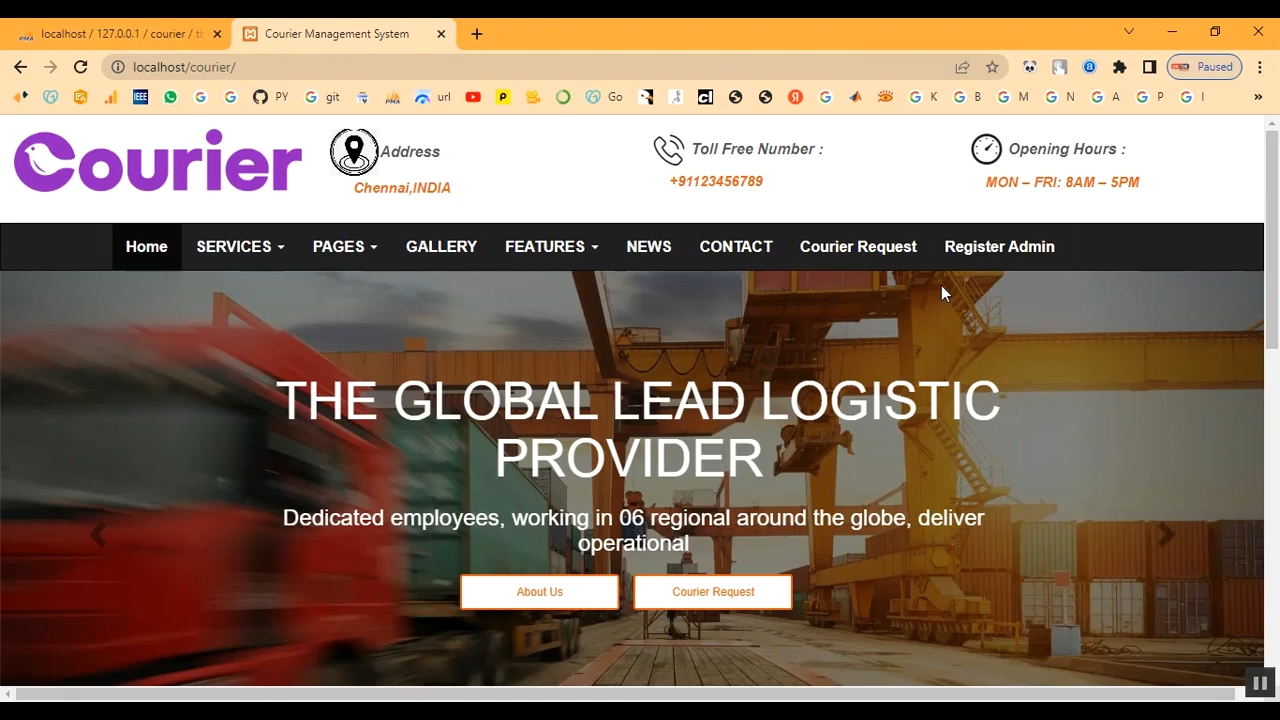 localhost / 127.0.0.1 / courier / tb
Courier Management System
localhost/courier/
Paused
IEEE
PY
git
url
Go
K
B
M
N
A
P
I
Courier
Address
Chennai,INDIA
Toll Free Number :
+91123456789
Opening Hours :
MON – FRI: 8AM – 5PM
Home SERVICES PAGES GALLERY FEATURES NEWS CONTACT Courier Request Register Admin
THE GLOBAL LEAD LOGISTIC
PROVIDER
Dedicated employees, working in 06 regional around the globe, deliver
operational
About Us
Courier Request